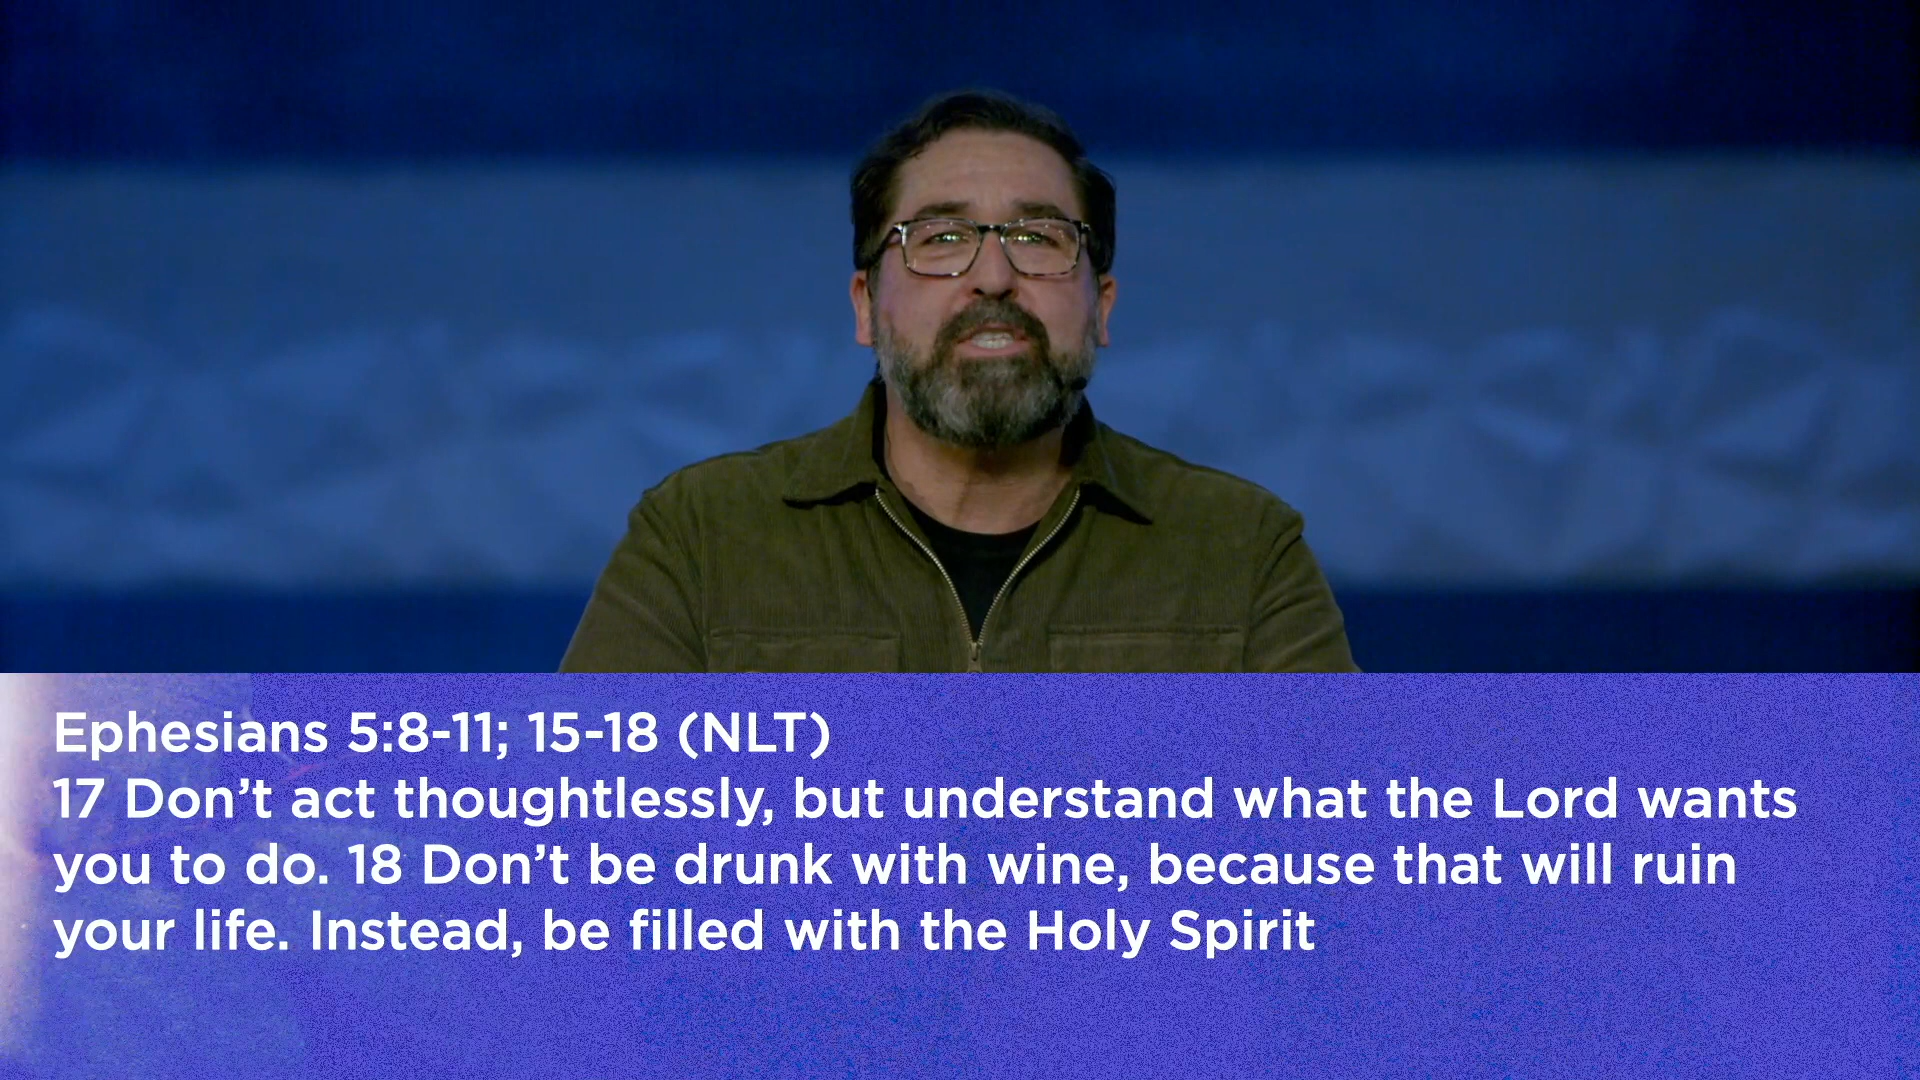 Ephesians 5:8-11; 15-18 (NLT)
17 Don’t act thoughtlessly, but understand what the Lord wants
you to do. 18 Don’t be drunk with wine, because that will ruin
your life. Instead, be filled with the Holy Spirit